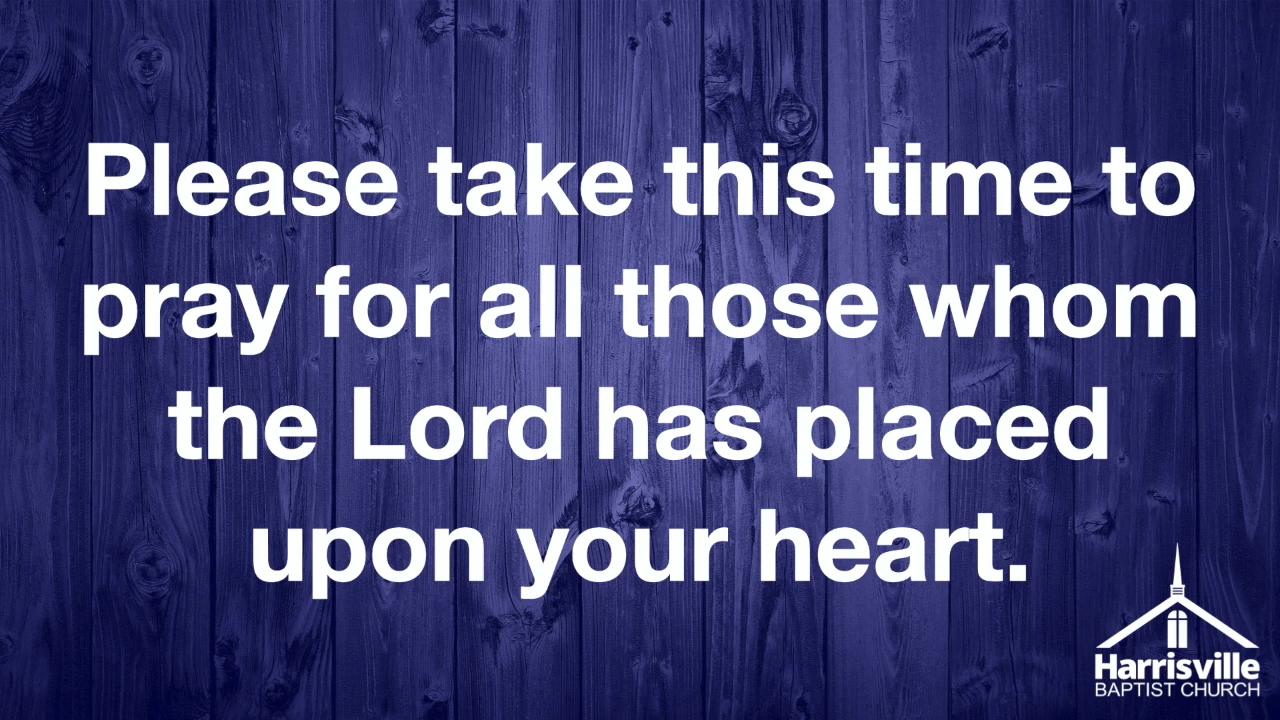 Please take this time to
pray for all those whom
the Lord has placed
upon your heart.
Harrisville
BAPTIST CHURCH